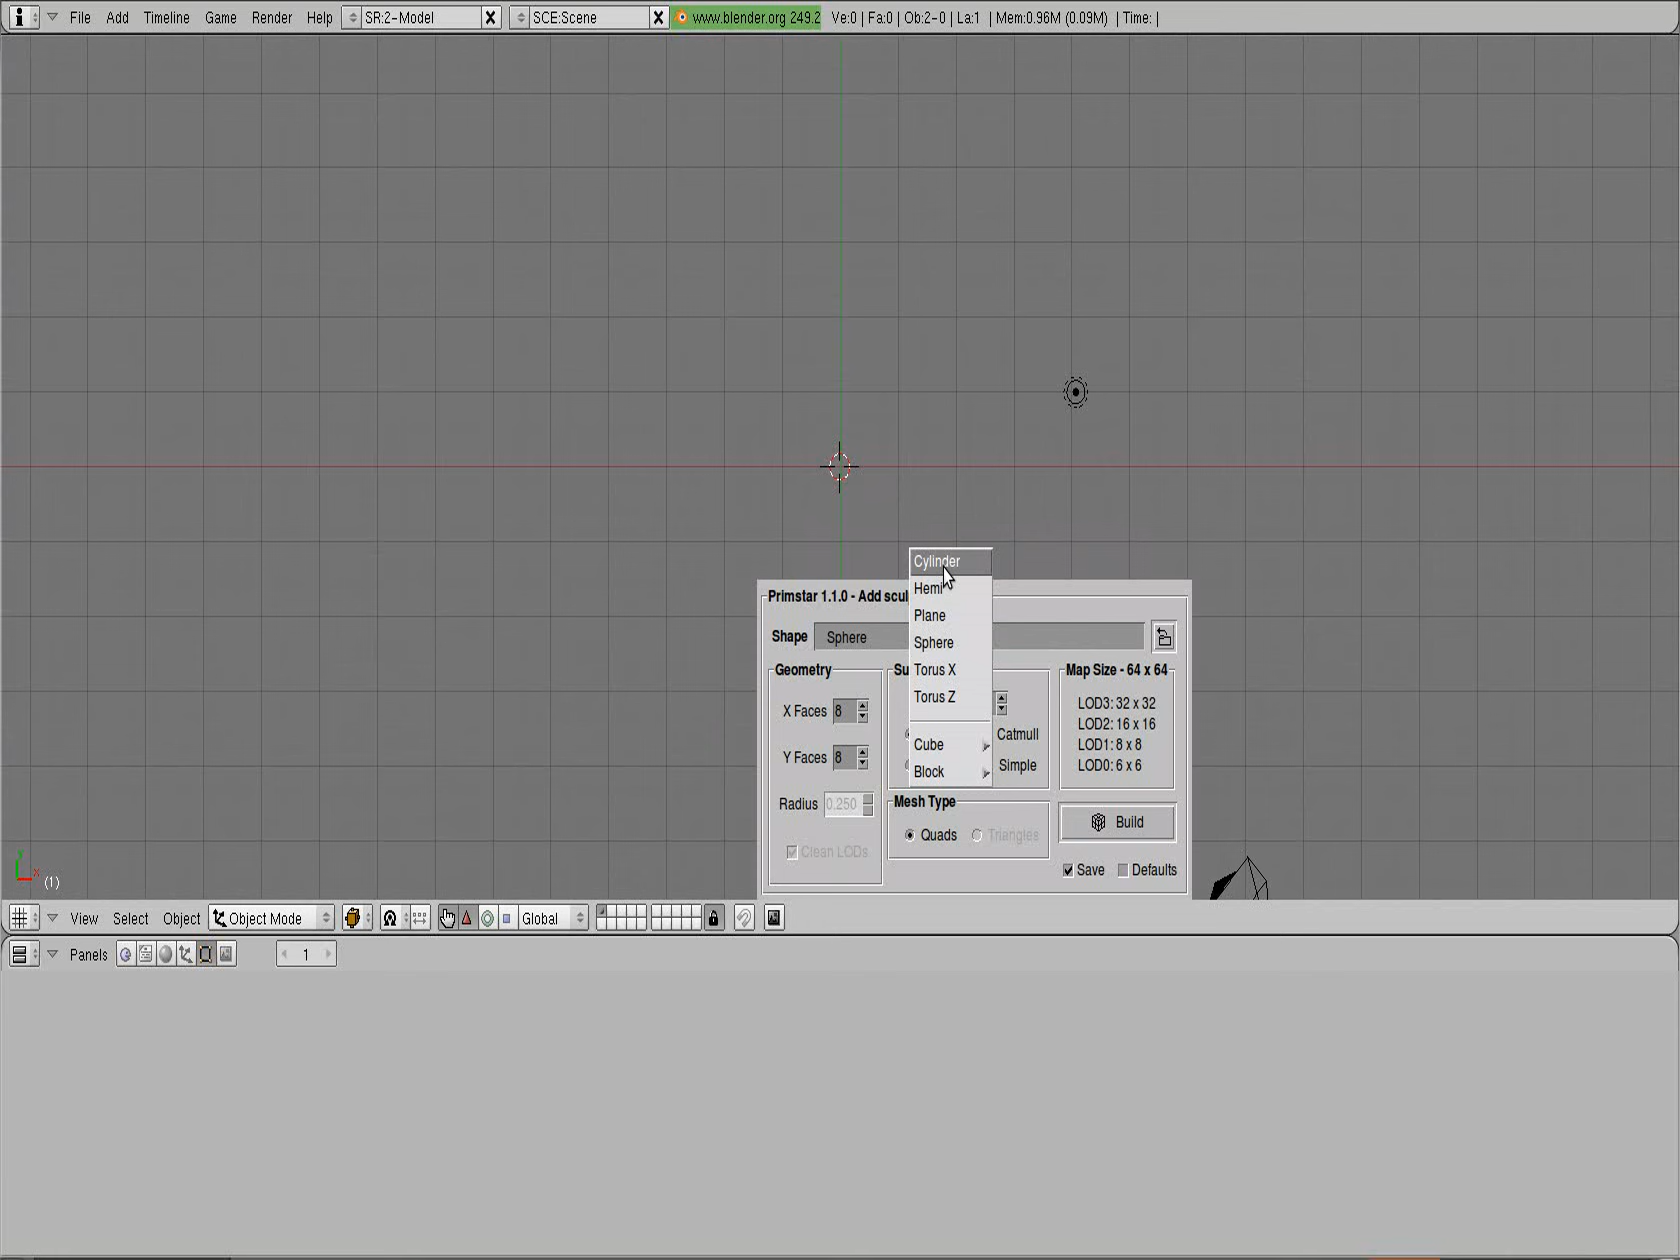 File Add Timeline Game Render Help SR:2-Model X SCE:Scene X www.blender.org 249.2 Ve:0 | Fa:0 | Ob:2-0 | La:1 | Mem:0.96M (0.09M) | Time: |
Cylinder
Hemi
Plane
Sphere
Torus X
Torus Z
Cube
Block
Primstar 1.1.0 - Add scul
Shape Sphere
Geometry
X Faces 8
Y Faces 8
Radius 0.250
Clean LODs
Su
Catmull
Simple
Mesh Type
Quads Triangles
Map Size - 64 x 64
LOD3: 32 x 32
LOD2: 16 x 16
LOD1: 8 x 8
LOD0: 6 x 6
Build
Save Defaults
y
x
(1)
View Select Object Object Mode Global
Panels 1